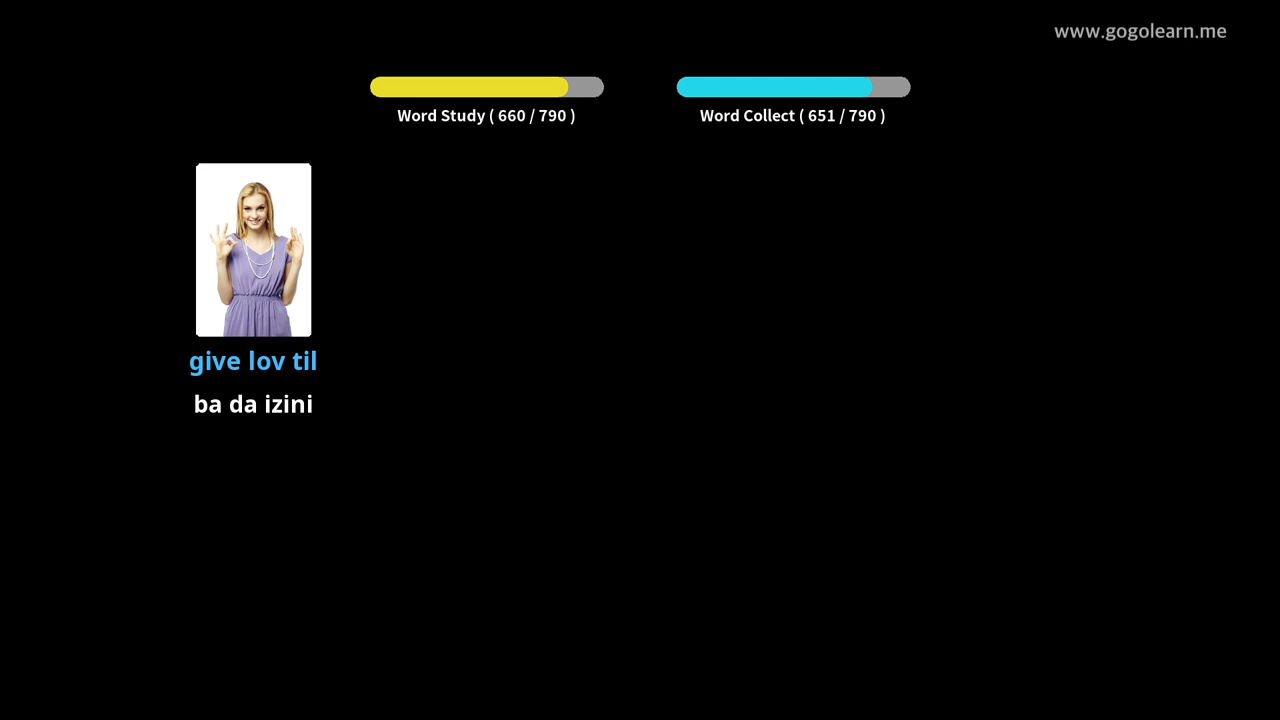 www.gogolearn.me
Word Study ( 660 / 790 )
Word Collect ( 651 / 790 )
give lov til
ba da izini